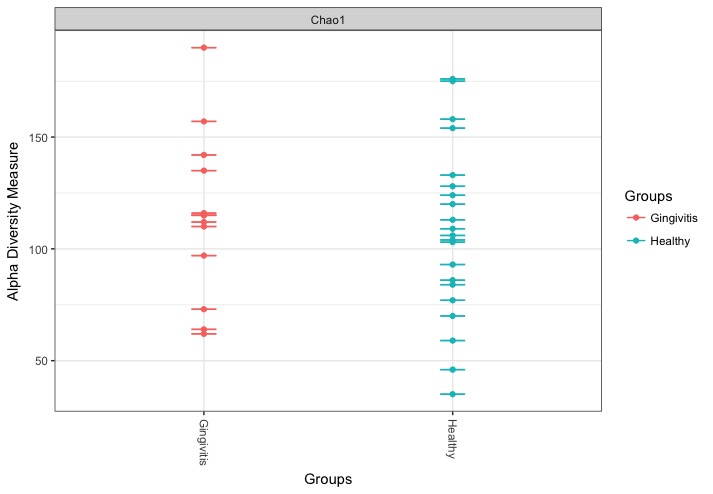 Chao1
Alpha Diversity Measure
150
100
50
Gingivitis
Healthy
Groups
Groups
Gingivitis
Healthy